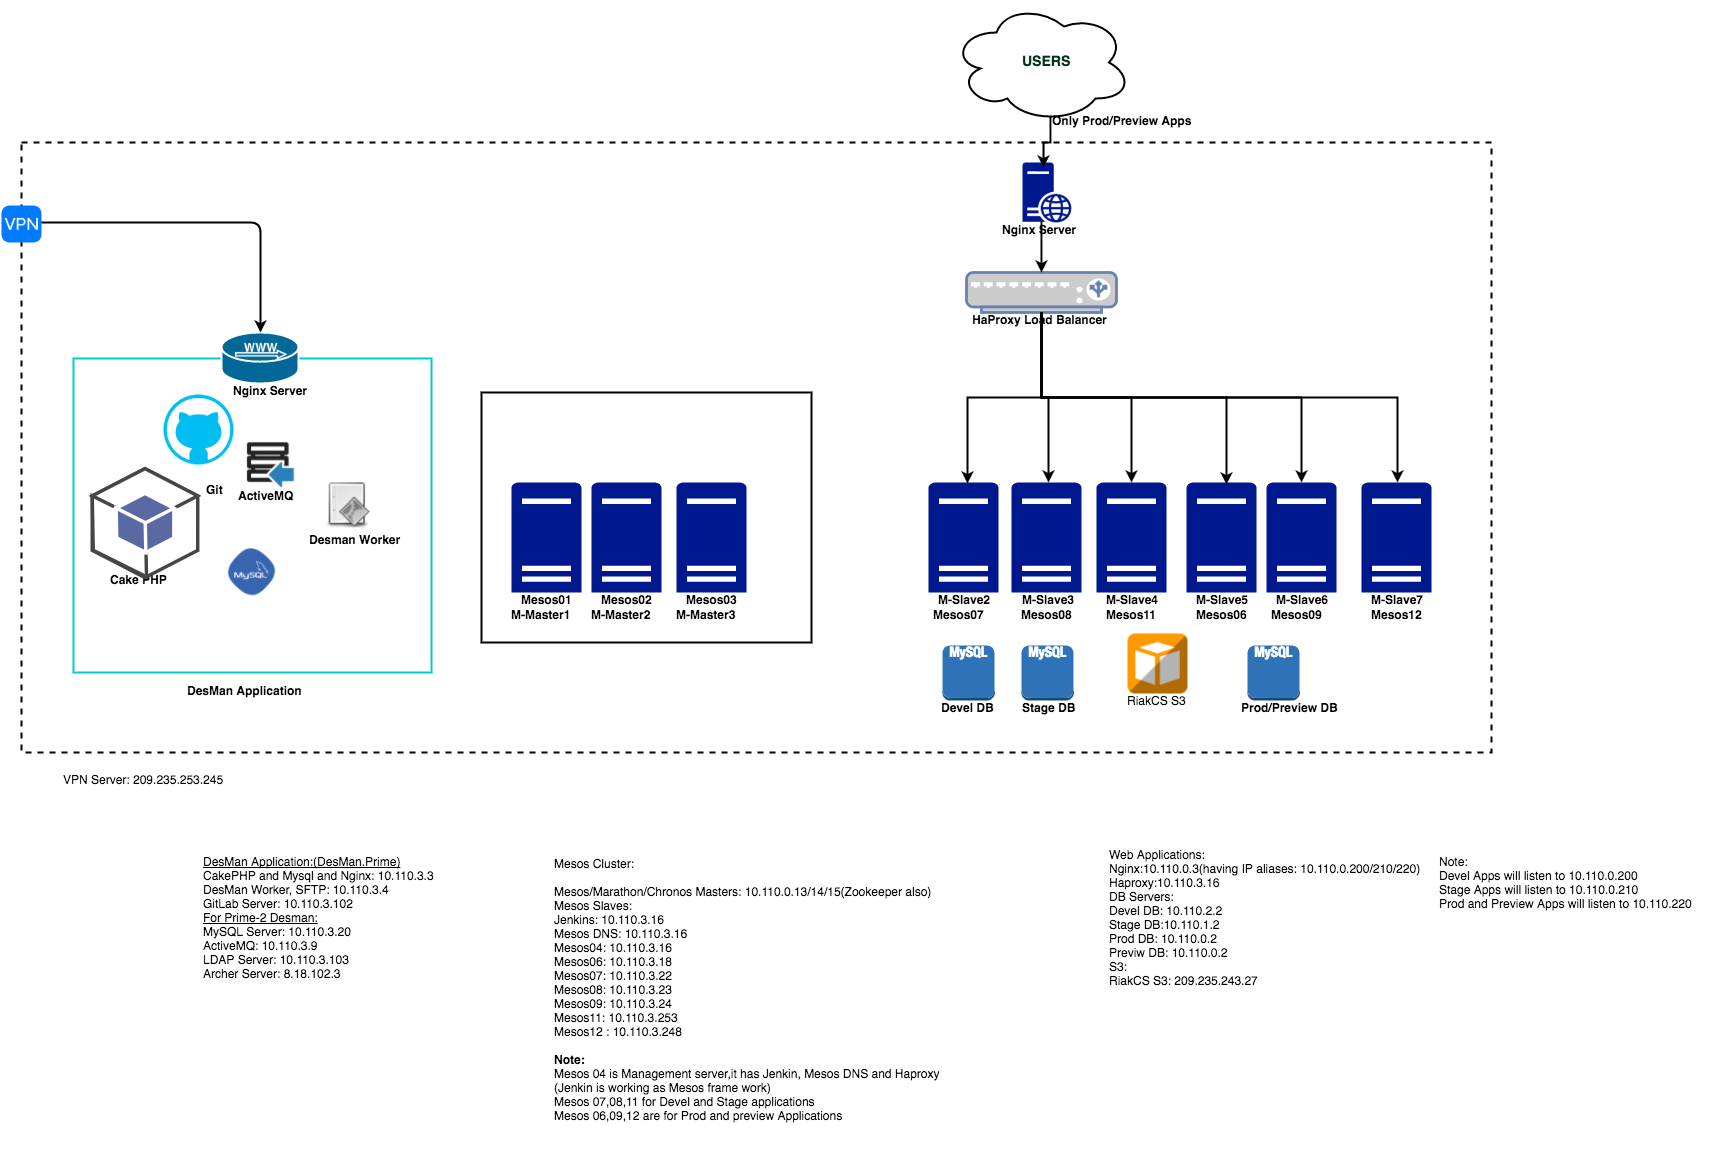 USERS
Only Prod/Preview Apps
VPN
Nginx Server
HaProxy Load Balancer
WWW
Nginx Server
Git
ActiveMQ
Desman Worker
Cake PHP
MySQL
DesMan Application
Mesos01
M-Master1
Mesos02
M-Master2
Mesos03
M-Master3
M-Slave2
Mesos07
M-Slave3
Mesos08
M-Slave4
Mesos11
M-Slave5
Mesos06
M-Slave6
Mesos09
M-Slave7
Mesos12
MySQL
Devel DB
MySQL
Stage DB
RiakCS S3
MySQL
Prod/Preview DB
VPN Server: 209.235.253.245
DesMan Application:(DesMan.Prime)
CakePHP and Mysql and Nginx: 10.110.3.3
DesMan Worker, SFTP: 10.110.3.4
GitLab Server: 10.110.3.102
For Prime-2 Desman:
MySQL Server: 10.110.3.20
ActiveMQ: 10.110.3.9
LDAP Server: 10.110.3.103
Archer Server: 8.18.102.3
Mesos Cluster:
Mesos/Marathon/Chronos Masters: 10.110.0.13/14/15(Zookeeper also)
Mesos Slaves:
Jenkins: 10.110.3.16
Mesos DNS: 10.110.3.16
Mesos04: 10.110.3.16
Mesos06: 10.110.3.18
Mesos07: 10.110.3.22
Mesos08: 10.110.3.23
Mesos09: 10.110.3.24
Mesos11: 10.110.3.253
Mesos12 : 10.110.3.248
Note:
Mesos 04 is Management server,it has Jenkin, Mesos DNS and Haproxy
(Jenkin is working as Mesos frame work)
Mesos 07,08,11 for Devel and Stage applications
Mesos 06,09,12 are for Prod and preview Applications
Web Applications:
Nginx:10.110.0.3(having IP aliases: 10.110.0.200/210/220)
Haproxy:10.110.3.16
DB Servers:
Devel DB: 10.110.2.2
Stage DB:10.110.1.2
Prod DB: 10.110.0.2
Previw DB: 10.110.0.2
S3:
RiakCS S3: 209.235.243.27
Note:
Devel Apps will listen to 10.110.0.200
Stage Apps will listen to 10.110.0.210
Prod and Preview Apps will listen to 10.110.220